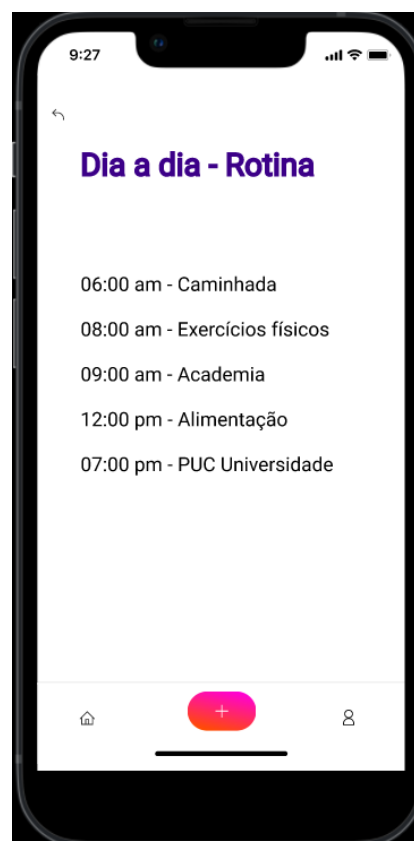 9:27
Dia a dia - Rotina
06:00 am - Caminhada
08:00 am - Exercícios físicos
09:00 am - Academia
12:00 pm - Alimentação
07:00 pm - PUC Universidade
+